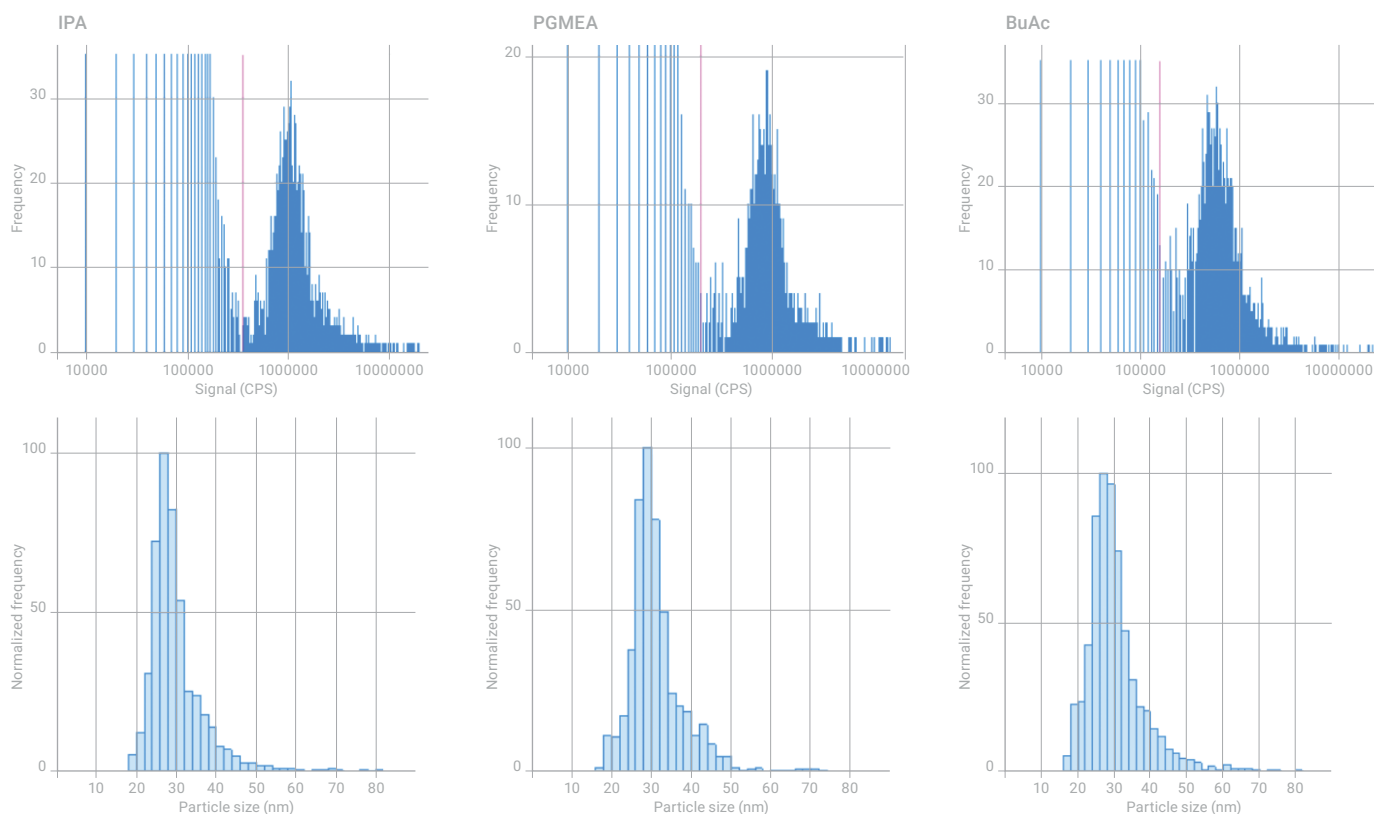 IPA
PGMEA
BuAc
Frequency
30
20
10
0
10000
100000
1000000
10000000
Signal (CPS)
Frequency
20
10
0
10000
100000
1000000
10000000
Signal (CPS)
Frequency
30
20
10
0
10000
100000
1000000
10000000
Signal (CPS)
Normalized frequency
100
50
0
10 20 30 40 50 60 70 80
Particle size (nm)
Normalized frequency
100
50
0
10 20 30 40 50 60 70 80
Particle size (nm)
Normalized frequency
100
50
0
10 20 30 40 50 60 70 80
Particle size (nm)